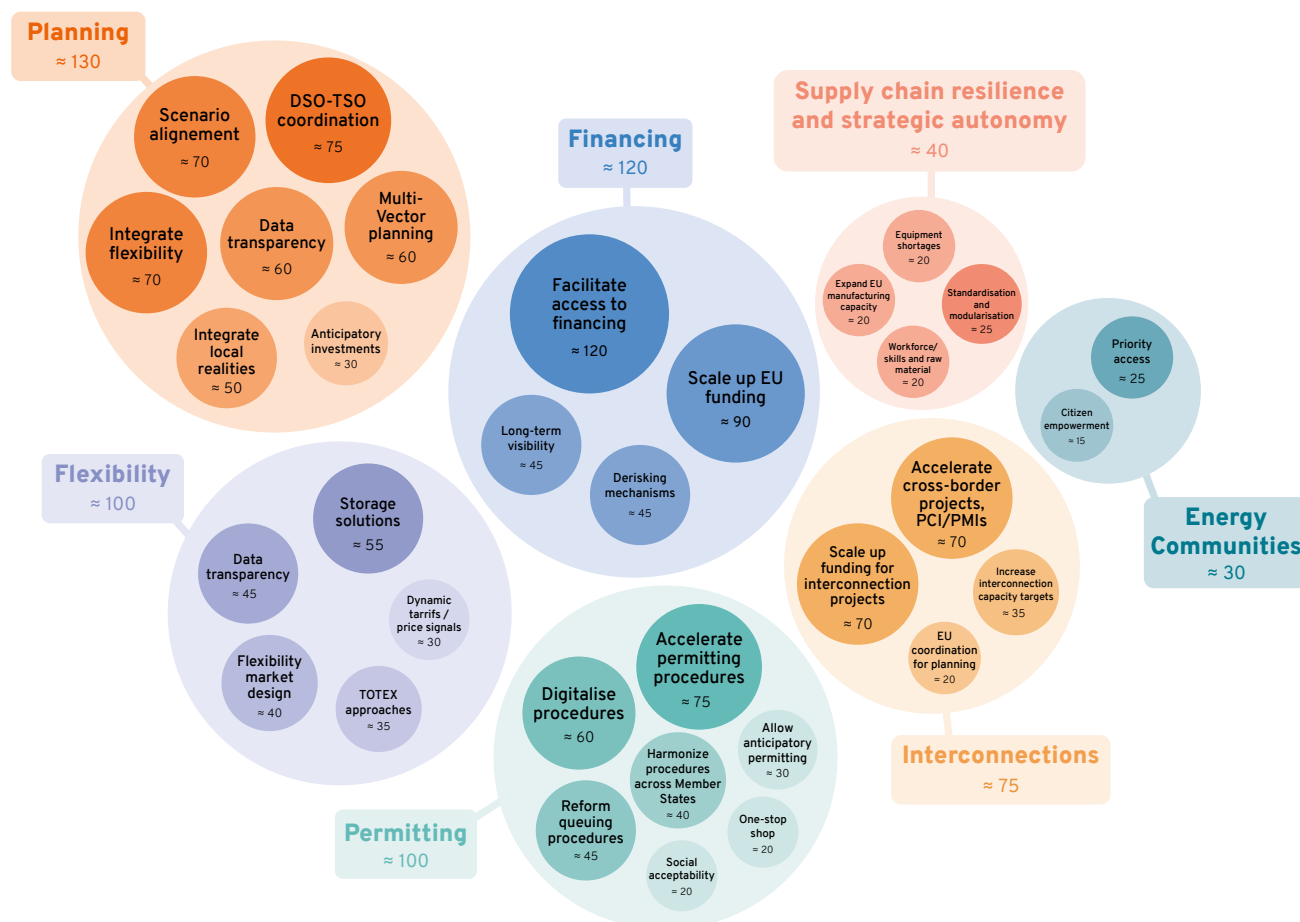 Planning
≈ 130
Scenario
alignement
≈ 70
DSO-TSO
coordination
≈ 75
Integrate
flexibility
≈ 70
Data
transparency
≈ 60
Multi-
Vector
planning
≈ 60
Integrate
local
realities
≈ 50
Anticipatory
investments
≈ 30
Financing
≈ 120
Facilitate
access to
financing
≈ 120
Scale up EU
funding
≈ 90
Long-term
visibility
≈ 45
Derisking
mechanisms
≈ 45
Supply chain resilience
and strategic autonomy
≈ 40
Equipment
shortages
≈ 20
Expand EU
manufacturing
capacity
≈ 20
Standardisation
and
modularisation
≈ 25
Workforce/
skills and raw
material
≈ 20
Priority
access
≈ 25
Citizen
empowerment
≈ 15
Energy
Communities
≈ 30
Flexibility
≈ 100
Storage
solutions
≈ 55
Data
transparency
≈ 45
Dynamic
tarrifs /
price signals
≈ 30
Flexibility
market
design
≈ 40
TOTEX
approaches
≈ 35
Accelerate
cross-border
projects,
PCI/PMIs
≈ 70
Scale up
funding for
interconnection
projects
≈ 70
Increase
interconnection
capacity targets
≈ 35
EU
coordination
for planning
≈ 20
Interconnections
≈ 75
Permitting
≈ 100
Accelerate
permitting
procedures
≈ 75
Digitalise
procedures
≈ 60
Harmonize
procedures
across Member
States
≈ 40
Allow
anticipatory
permitting
≈ 30
Reform
queuing
procedures
≈ 45
One-stop
shop
≈ 20
Social
acceptability
≈ 20